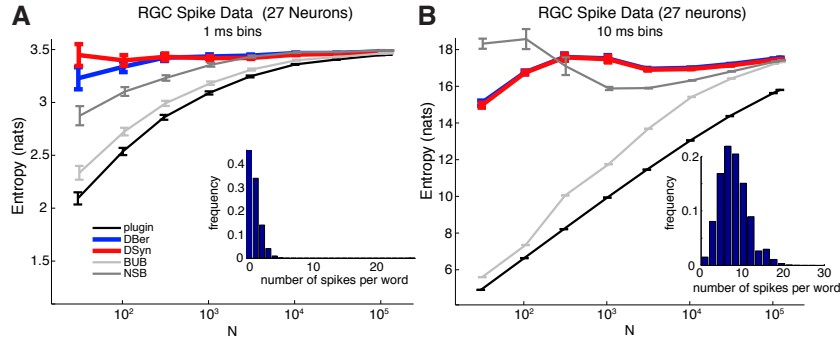 A
RGC Spike Data (27 Neurons)
1 ms bins
Entropy (nats)
3.5
3
2.5
2
1.5
10²
10³
10⁴
10⁵
N
plugin
DBer
DSyn
BUB
NSB
frequency
0.4
0.2
0
0
10
20
number of spikes per word
B
RGC Spike Data (27 Neurons)
10 ms bins
Entropy (nats)
18
16
14
12
10
8
6
10²
10³
10⁴
10⁵
N
frequency
0.2
0.1
0
0
10
20
30
number of spikes per word